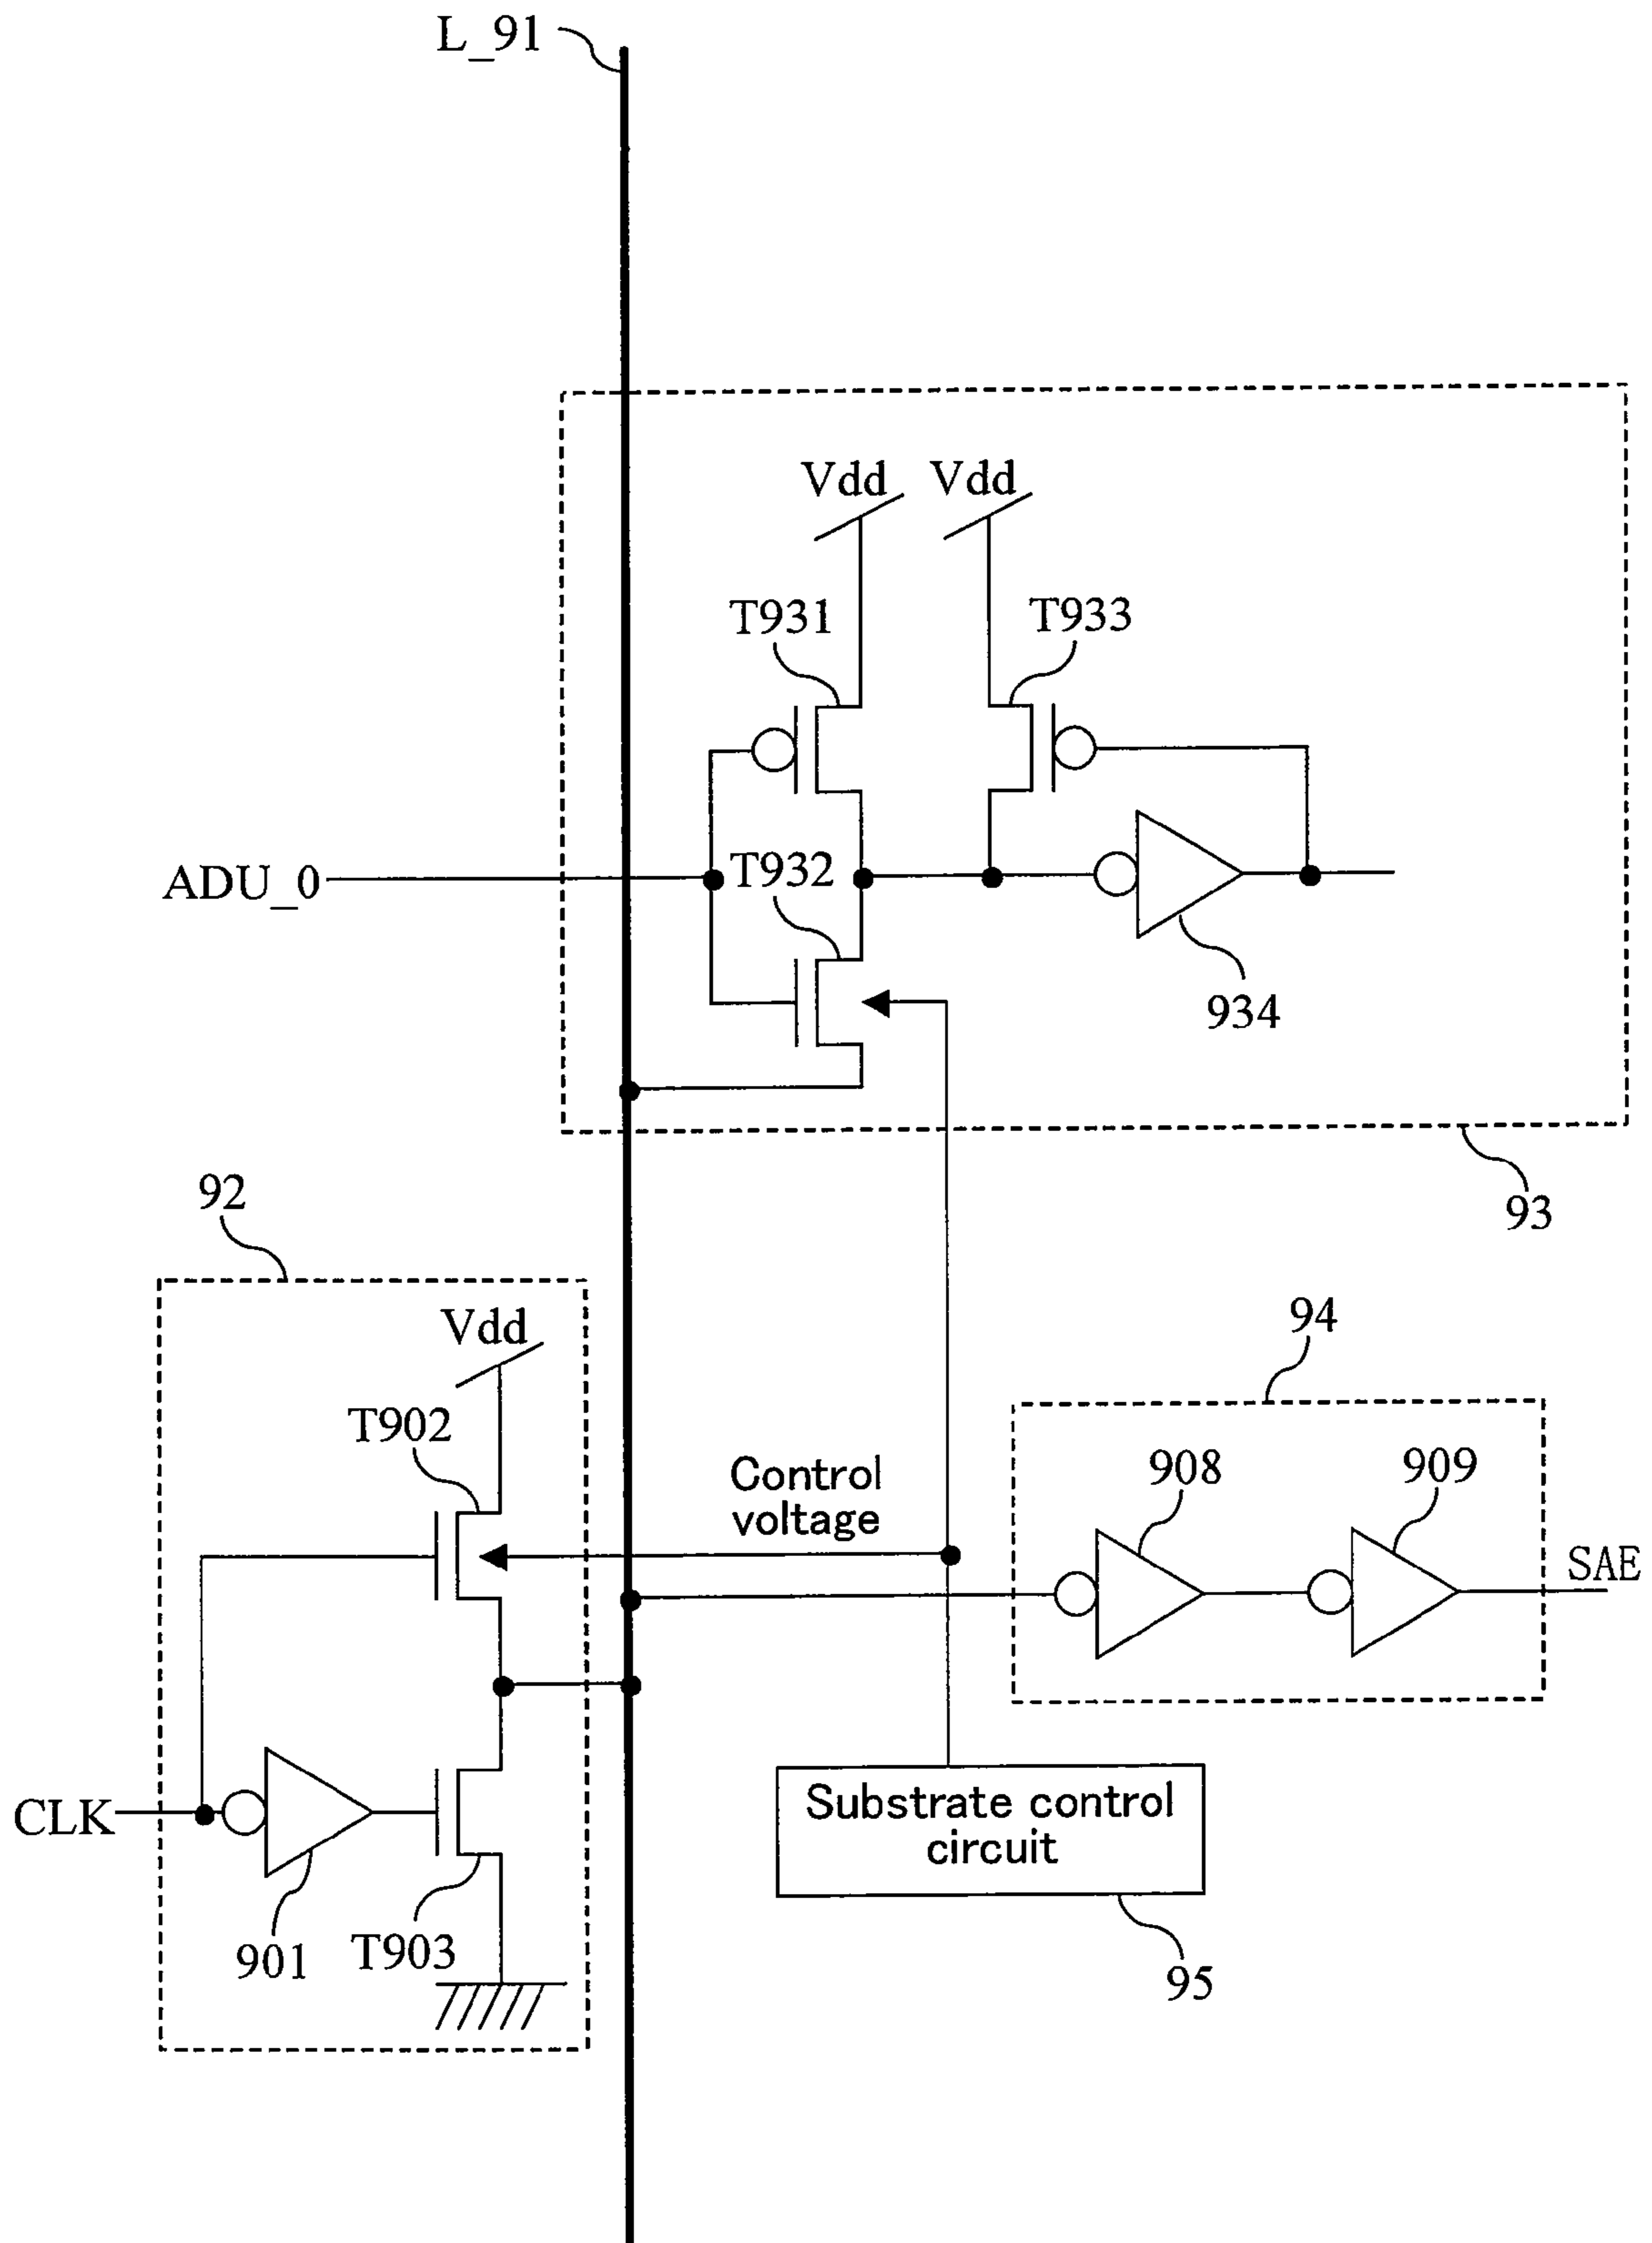 L_91
Vdd Vdd
T931 T933
ADU_0
T932
934
93
92
Vdd
94
T902
Control
voltage
908
909
SAE
CLK
Substrate control
circuit
901
T903
95